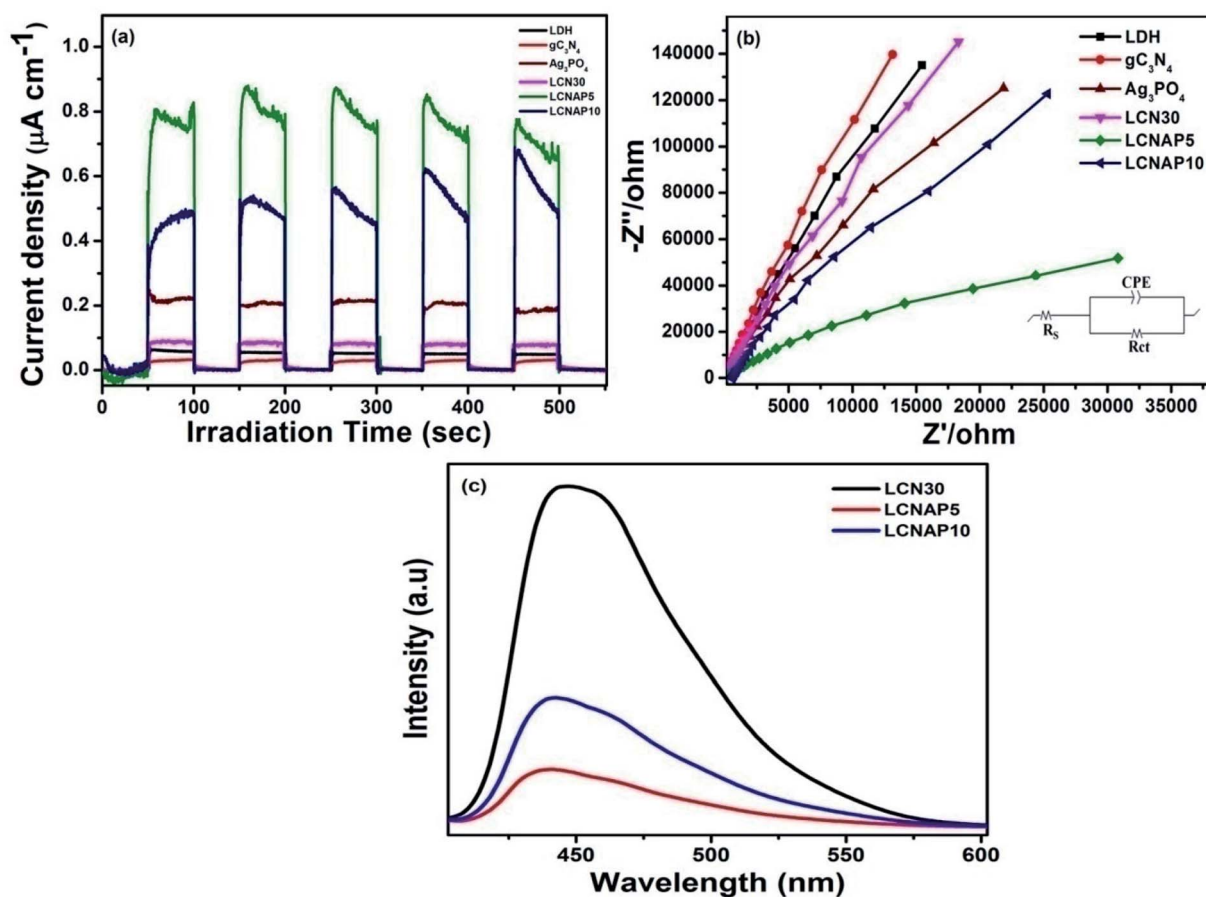 (a)
LDH
gC3N4
Ag3PO4
LCN30
LCNAP5
LCNAP10
1.0
0.8
0.6
0.4
0.2
0.0
Current density (μA cm-1)
0 100 200 300 400 500
Irradiation Time (sec)
(b)
LDH
gC3N4
Ag3PO4
LCN30
LCNAP5
LCNAP10
-140000
-120000
-100000
80000
60000
40000
20000
0
-Z''/ohm
CPE
Rs
Rct
5000 10000 15000 20000 25000 30000 35000
Z'/ohm
(c)
LCN30
LCNAP5
LCNAP10
Intensity (a.u)
450 500 550 600
Wavelength (nm)